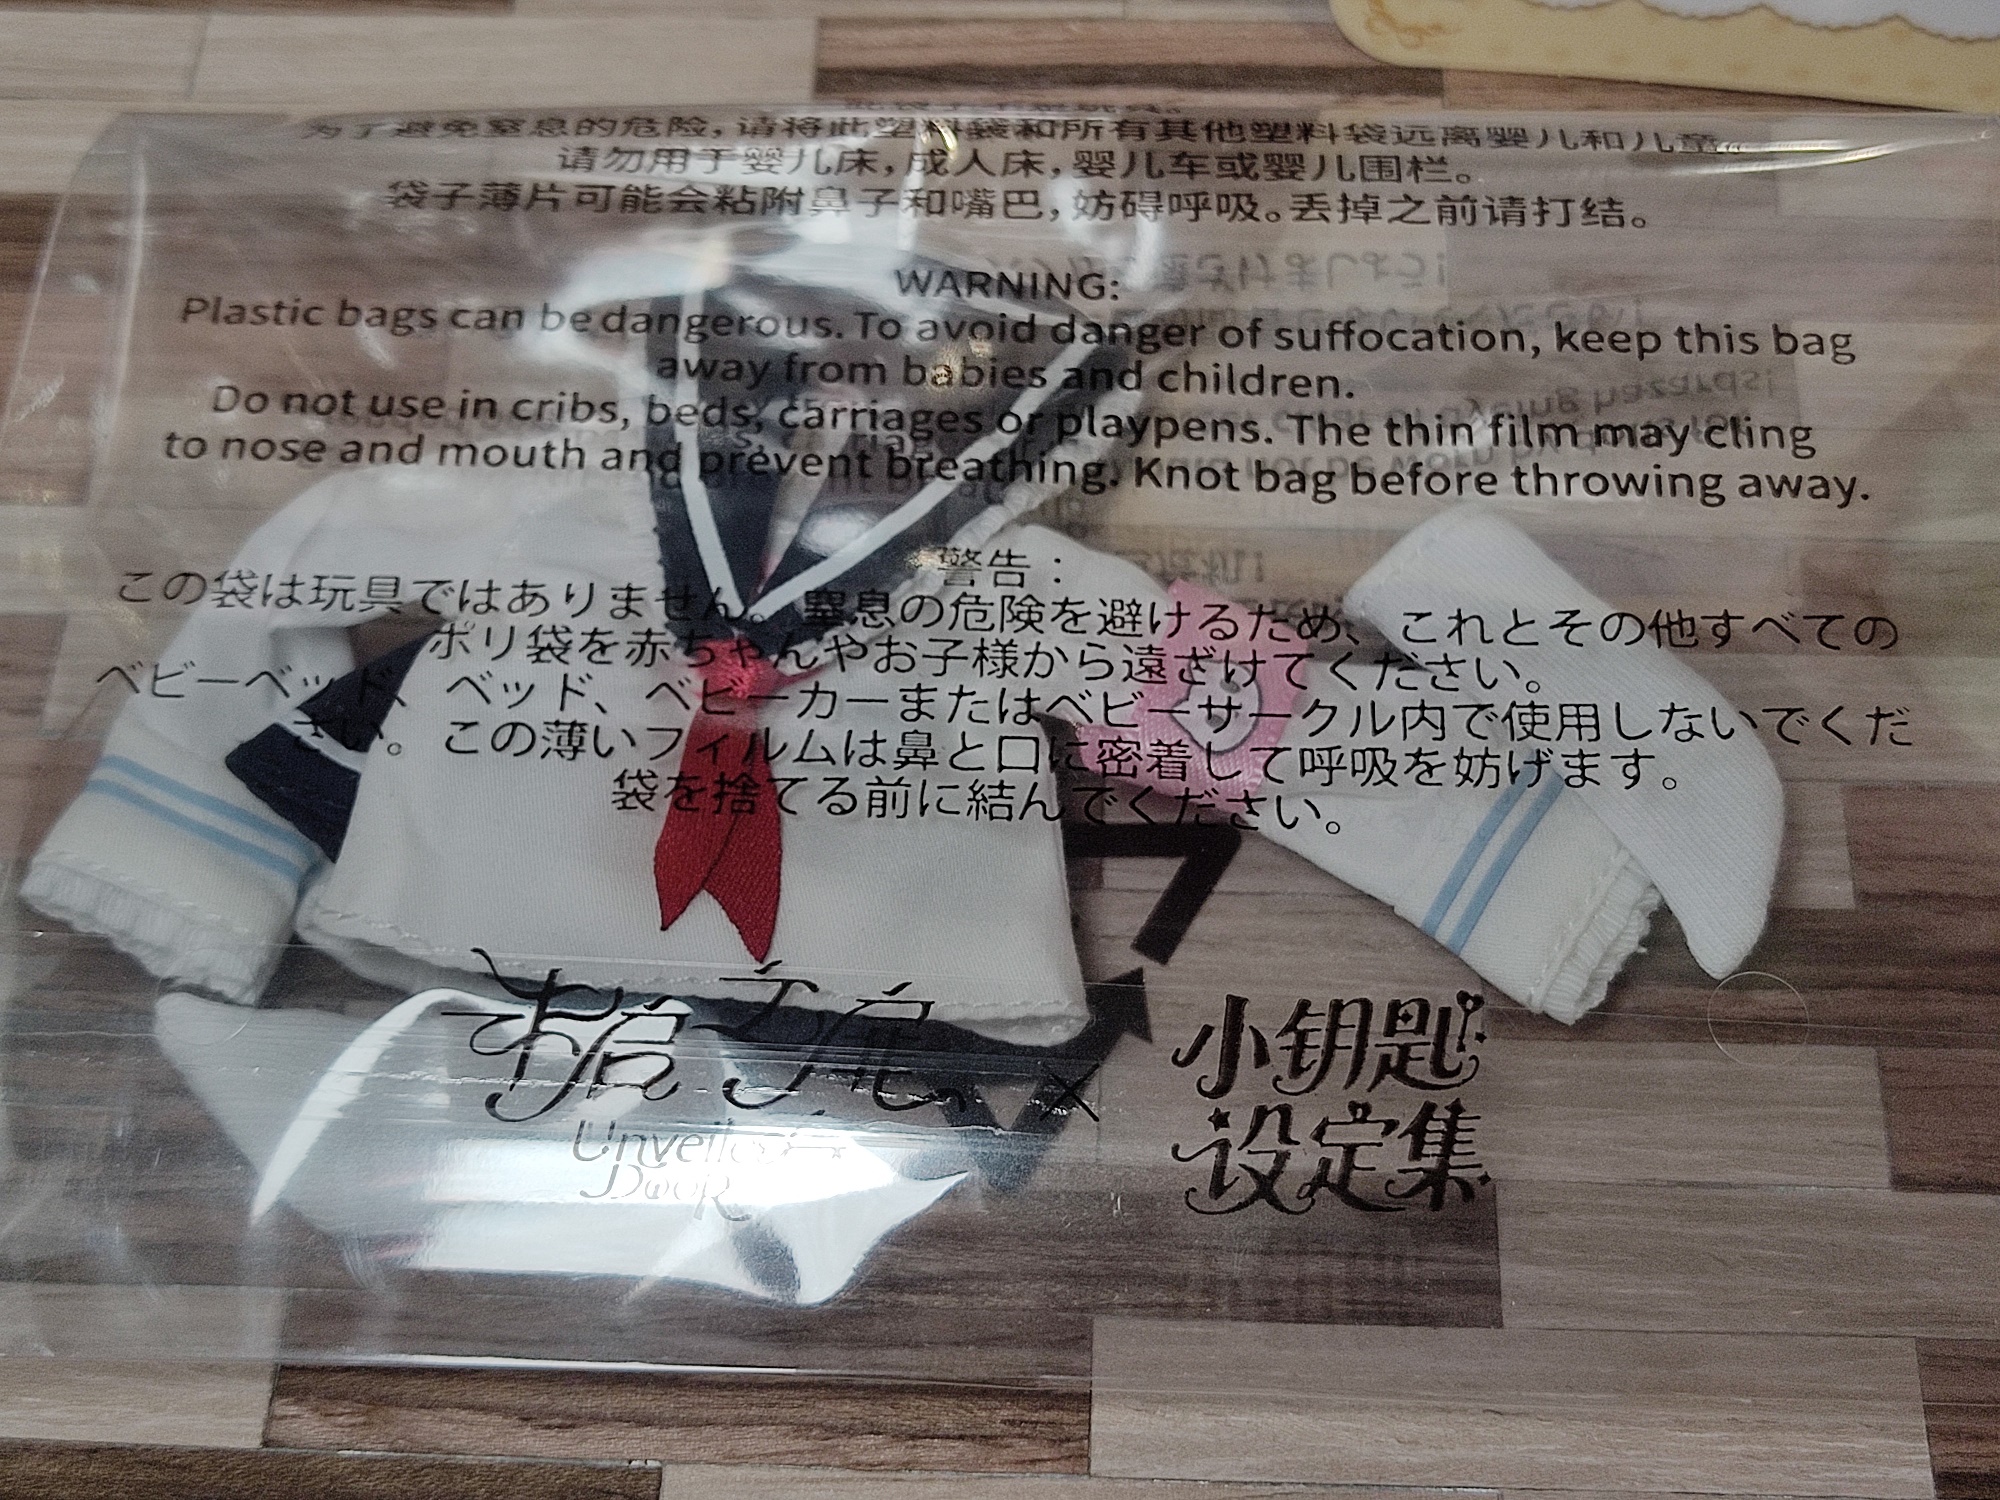 为了避免窒息的危险，请将此塑料袋和所有其他塑料袋远离婴儿和儿童。
请勿用于婴儿床，成人床，婴儿车或婴儿围栏。
袋子薄片可能会粘附鼻子和嘴巴，妨碍呼吸。丢掉之前请打结。
WARNING:
Plastic bags can be dangerous. To avoid danger of suffocation, keep this bag
away from babies and children.
Do not use in cribs, beds, carriages or playpens. The thin film may cling
to nose and mouth and prevent breathing. Knot bag before throwing away.
警告：
この袋は玩具ではありません。窒息の危険を避けるため、これとその他すべての
ポリ袋を赤ちゃんやお子様から遠ざけてください。
ベビーベッド、ベッド、ベビーカーまたはベビーサークル内で使用しないでくだ
さい。この薄いフィルムは鼻と口に密着して呼吸を妨げます。
袋を捨てる前に結んでください。
×
小钥匙
设定集